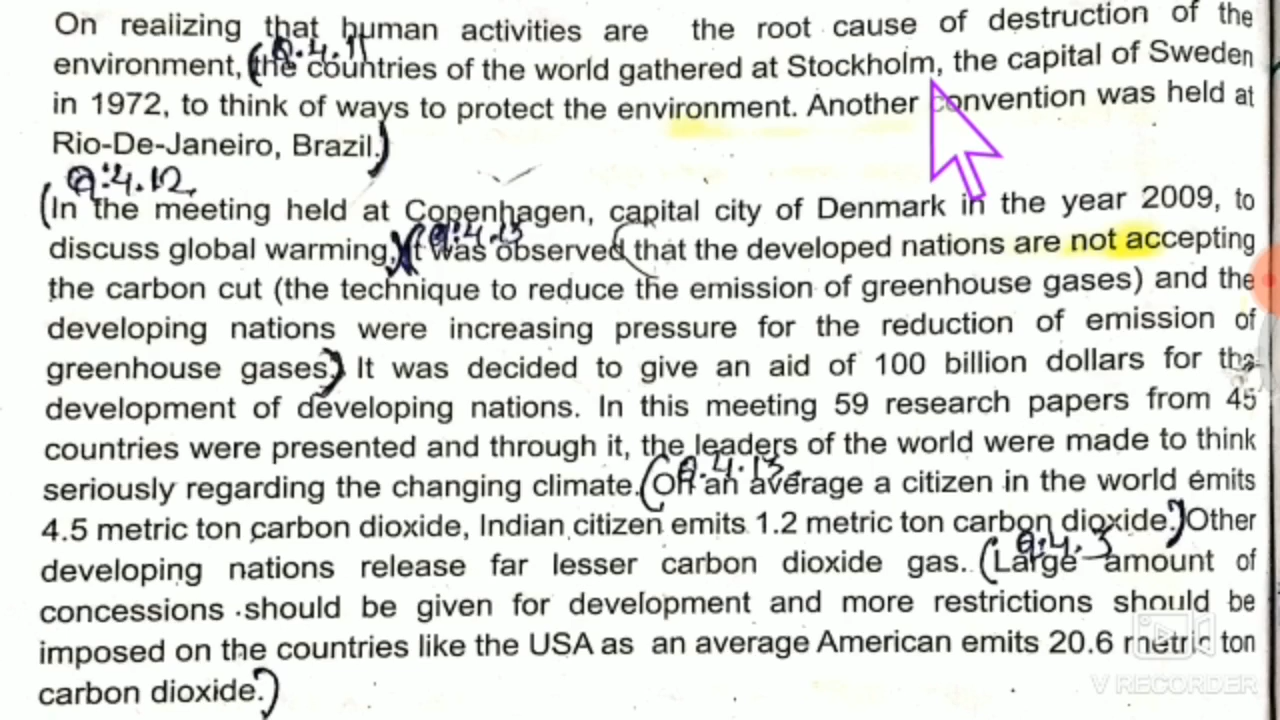 On realizing that human activities are the root cause of destruction of the
Q.4.11
environment, (the countries of the world gathered at Stockholm, the capital of Sweden
in 1972, to think of ways to protect the environment. Another convention was held at
Rio-De-Janeiro, Brazil.)
Q.4.12
(In the meeting held at Copenhagen, capital city of Denmark in the year 2009, to
Q.4.13
discuss global warming,)(it was observed that the developed nations are not accepting
the carbon cut (the technique to reduce the emission of greenhouse gases) and the
developing nations were increasing pressure for the reduction of emission of
greenhouse gases.) It was decided to give an aid of 100 billion dollars for the
development of developing nations. In this meeting 59 research papers from 45
countries were presented and through it, the leaders of the world were made to think
Q.4.13
seriously regarding the changing climate. (On an average a citizen in the world emits
4.5 metric ton carbon dioxide, Indian citizen emits 1.2 metric ton carbon dioxide.) Other
Q.4.3
developing nations release far lesser carbon dioxide gas. (Large amount of
concessions should be given for development and more restrictions should be
imposed on the countries like the USA as an average American emits 20.6 metric ton
carbon dioxide.)
V RECORDER